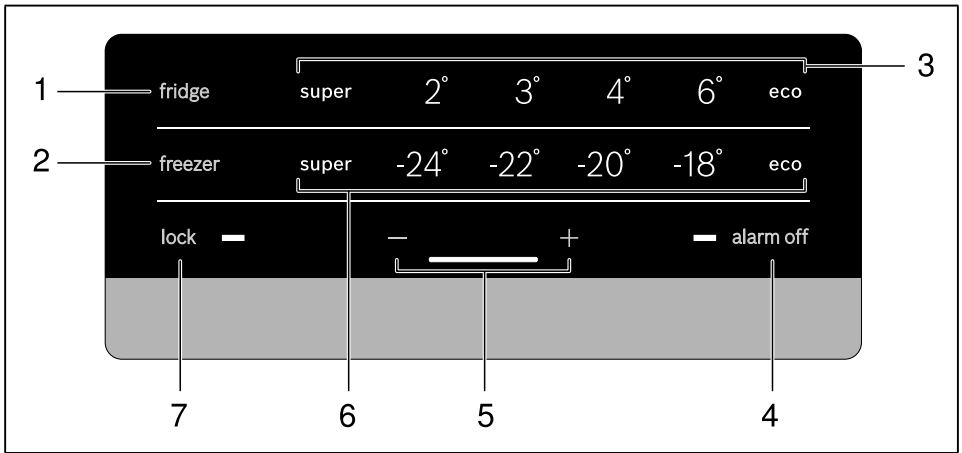 3
1 fridge super 2° 3° 4° 6° eco
2 freezer super -24° -22° -20° -18° eco
lock − + alarm off
7 6 5 4